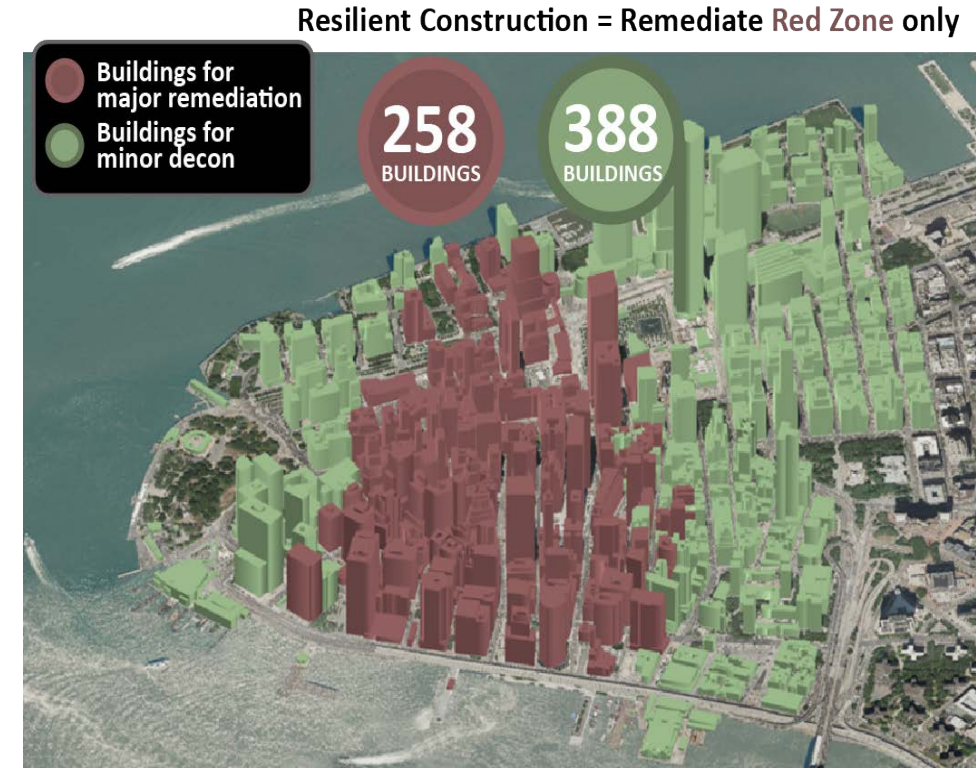 Resilient Construction = Remediate Red Zone only
Buildings for
major remediation
Buildings for
minor decon
258
BUILDINGS
388
BUILDINGS